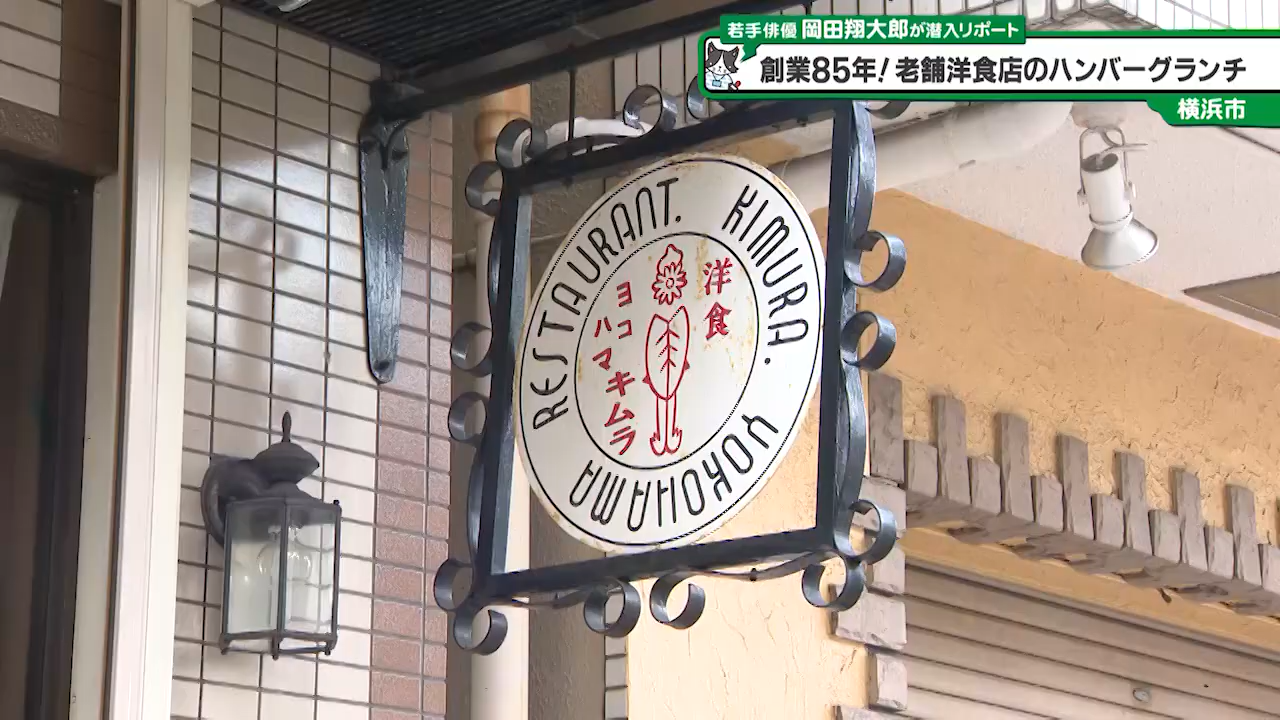 若手俳優 岡田翔太郎が潜入リポート
創業85年!老舗洋食店のハンバーグランチ
横浜市
RESTAURANT. KIMURA. YOKOHAMA
洋食
ヨコハマキムラ